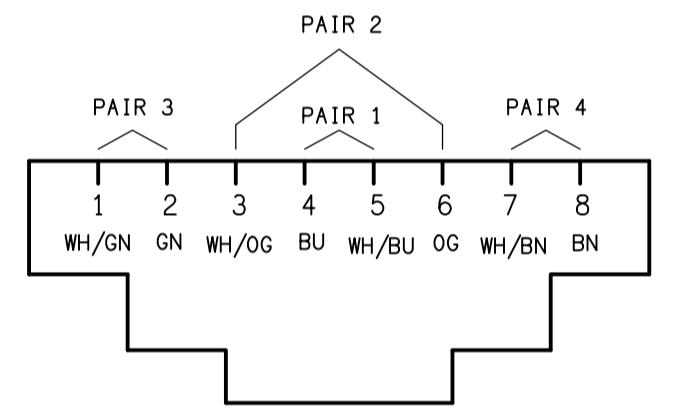 PAIR 2
PAIR 3 PAIR 1 PAIR 4
1 2 3 4 5 6 7 8
WH/GN GN WH/OG BU WH/BU OG WH/BN BN